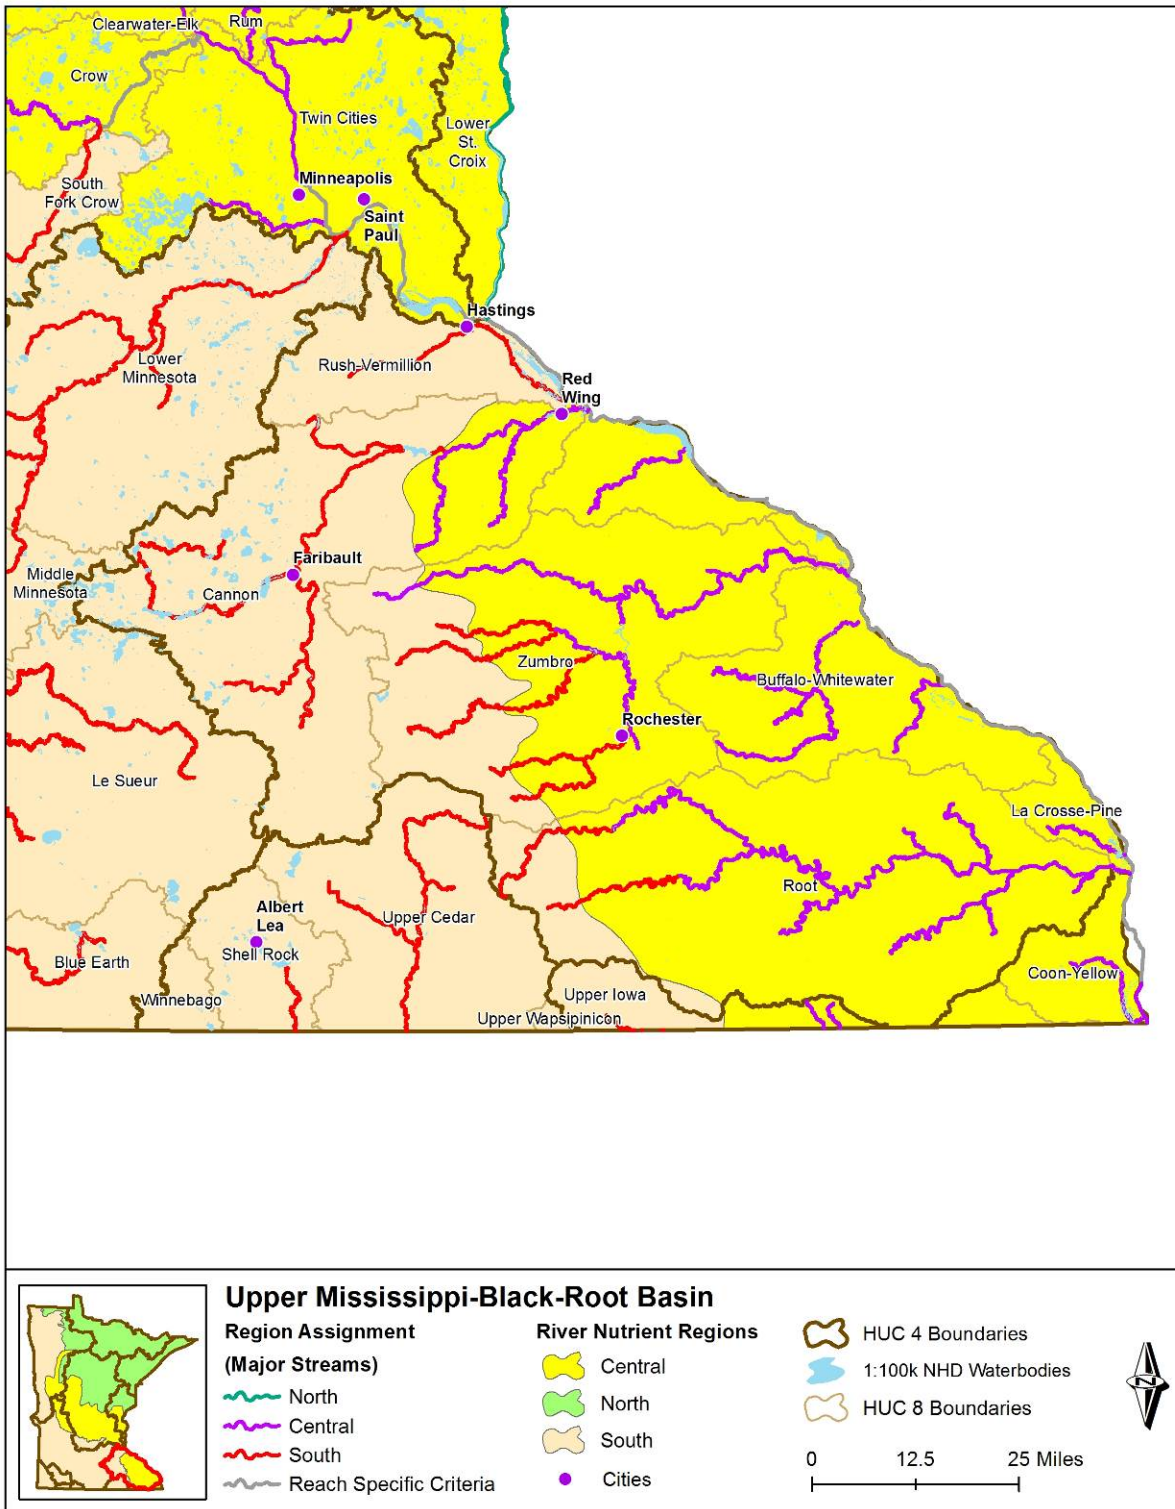 Clearwater-Elk
Rum
Crow
Twin Cities
Lower
St.
Croix
Minneapolis
South
Fork Crow
Saint
Paul
Hastings
Rush-Vermillion
Lower
Minnesota
Red
Wing
Faribault
Middle
Minnesota
Cannon
Zumbro
Buffalo-Whitewater
Rochester
Le Sueur
La Crosse-Pine
Root
Albert
Lea
Upper Cedar
Shell Rock
Blue Earth
Coon-Yellow
Winnebago
Upper Iowa
Upper Wapsipinicon
Upper Mississippi-Black-Root Basin
Region Assignment
(Major Streams)
North
Central
South
Reach Specific Criteria
River Nutrient Regions
Central
North
South
Cities
HUC 4 Boundaries
1:100k NHD Waterbodies
HUC 8 Boundaries
0 12.5 25 Miles
N